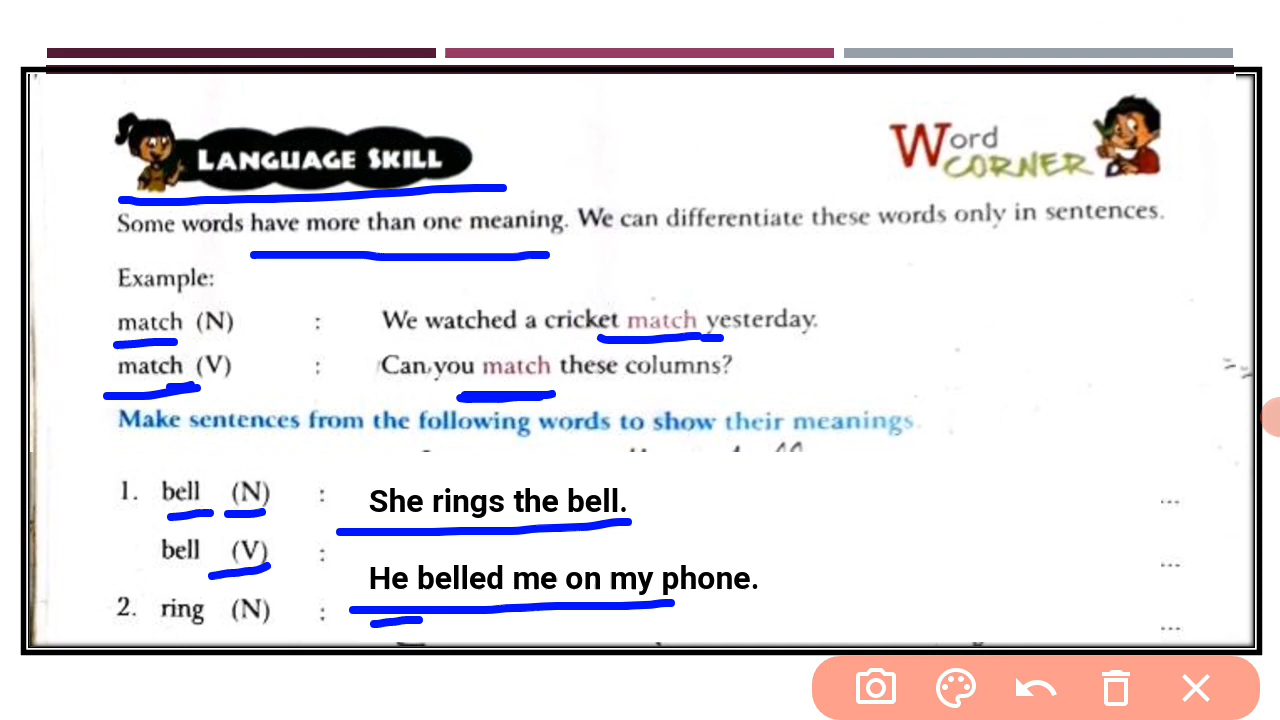 LANGUAGE SKILL
Word CORNER
Some words have more than one meaning. We can differentiate these words only in sentences.
Example:
match (N) : We watched a cricket match yesterday.
match (V) : Can you match these columns?
Make sentences from the following words to show their meanings.
1. bell (N) : She rings the bell. ...
bell (V) : He belled me on my phone. ...
2. ring (N) : ...